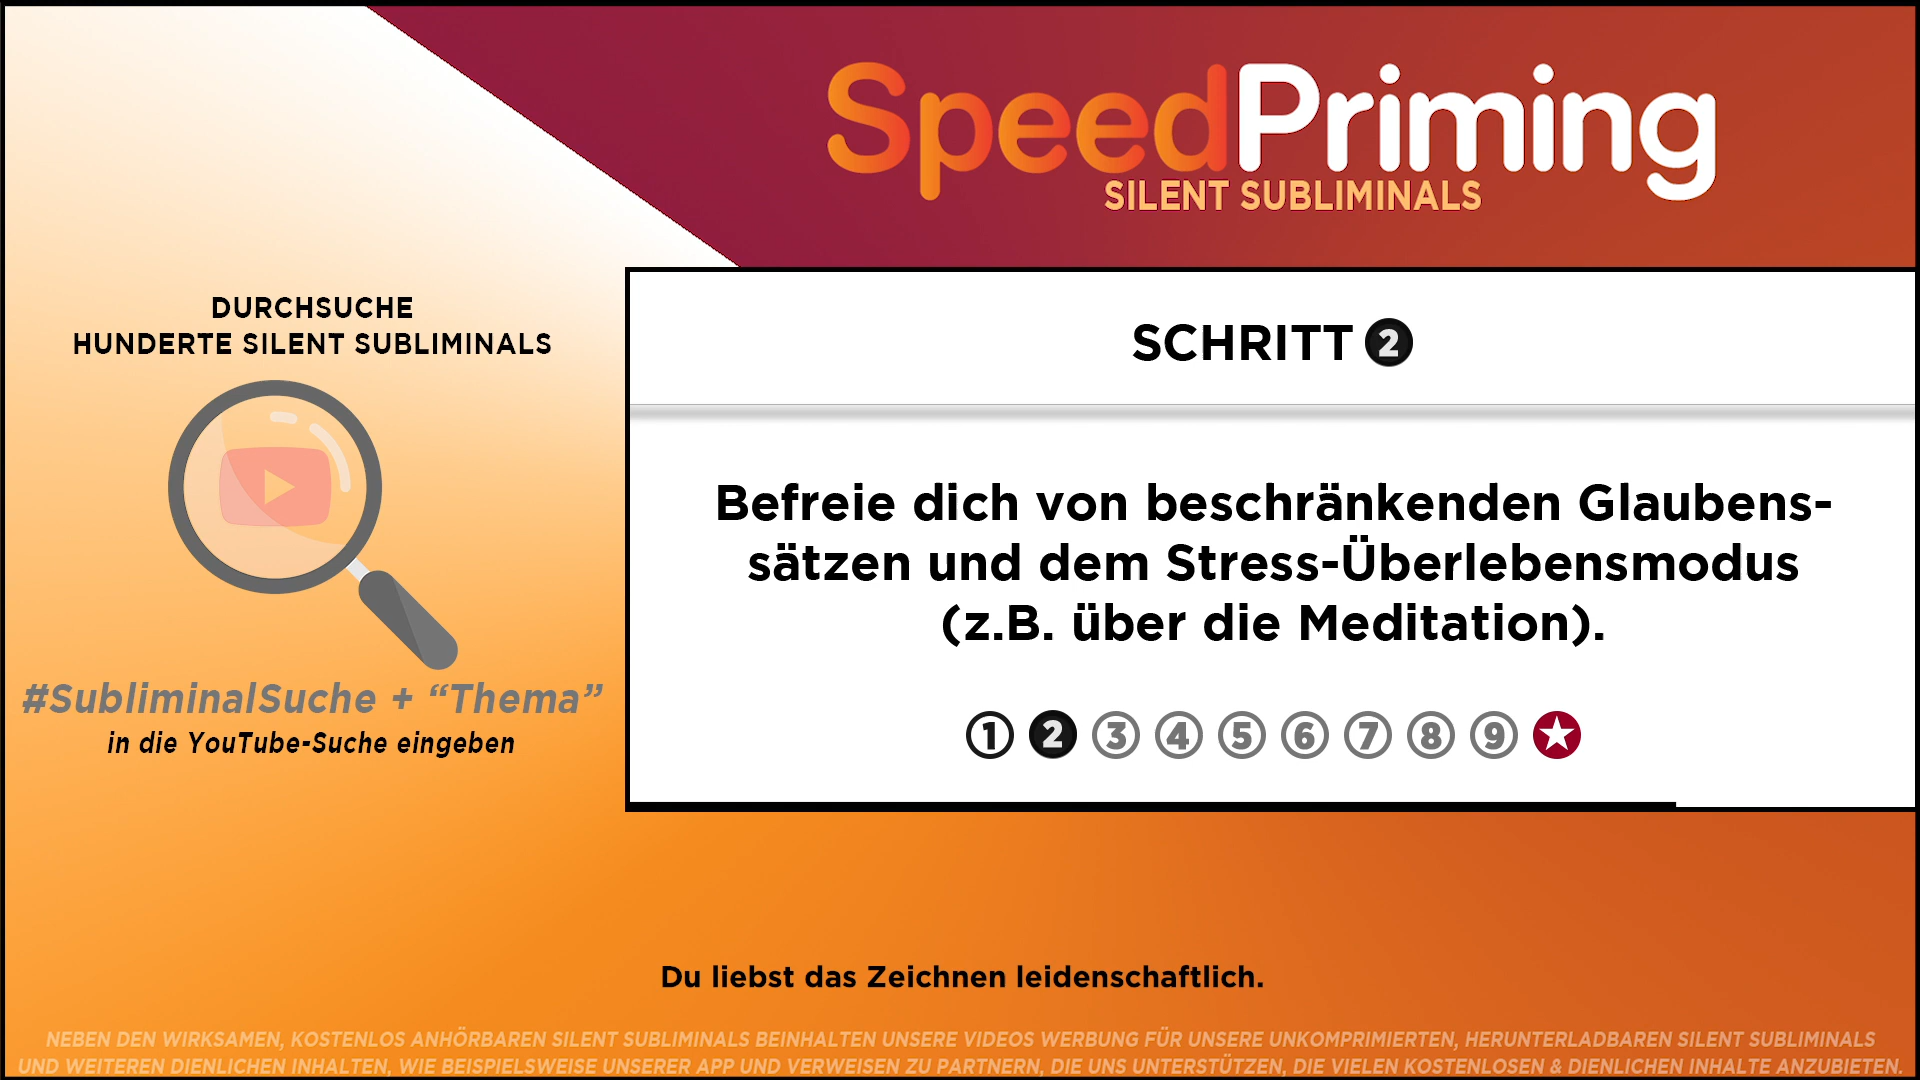 SpeedPriming
SILENT SUBLIMINALS
DURCHSUCHE
HUNDERTE SILENT SUBLIMINALS
#SubliminalSuche + “Thema”
in die YouTube-Suche eingeben
SCHRITT 2
Befreie dich von beschränkenden Glaubens-
sätzen und dem Stress-Überlebensmodus
(z.B. über die Meditation).
1 2 3 4 5 6 7 8 9
Du liebst das Zeichnen leidenschaftlich.
NEBEN DEN WIRKSAMEN, KOSTENLOS ANHÖRBAREN SILENT SUBLIMINALS BEINHALTEN UNSERE VIDEOS WERBUNG FÜR UNSERE UNKOMPRIMIERTEN, HERUNTERLADBAREN SILENT SUBLIMINALS
UND WEITEREN DIENLICHEN INHALTEN, WIE BEISPIELSWEISE UNSERER APP UND VERWEISEN ZU PARTNERN, DIE UNS UNTERSTÜTZEN, DIE VIELEN KOSTENLOSEN & DIENLICHEN INHALTE ANZUBIETEN.